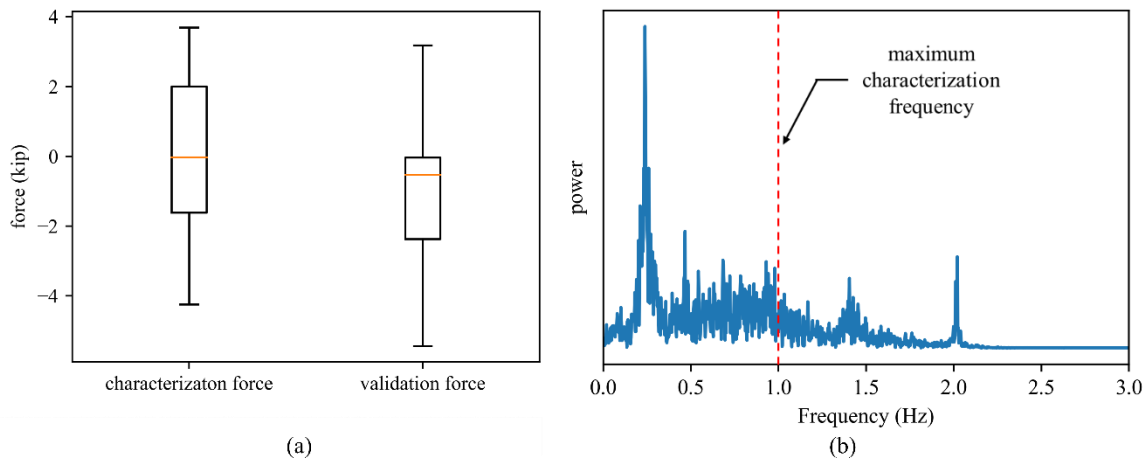 4
2
0
−2
−4
force (kip)
characterizaton force
validation force
(a)
maximum
characterization
frequency
power
0.0
0.5
1.0
1.5
2.0
2.5
3.0
Frequency (Hz)
(b)